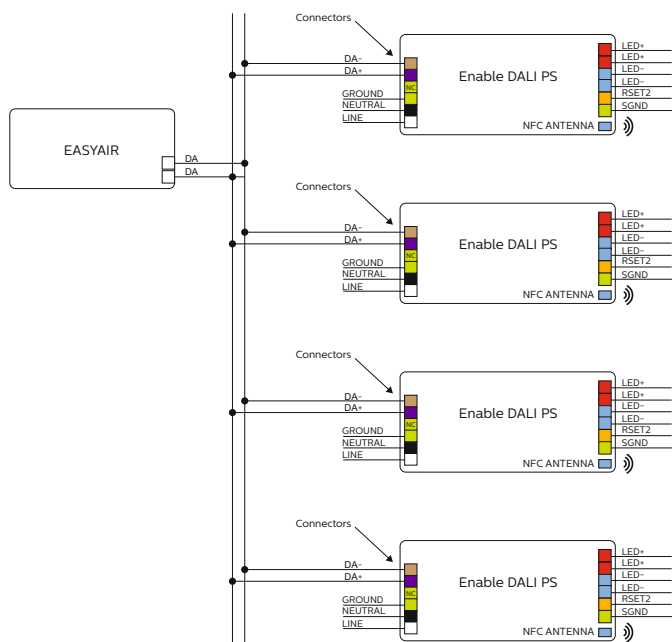 Connectors
DA-
DA+
NC
GROUND
NEUTRAL
LINE
Enable DALI PS
NFC ANTENNA
LED+
LED+
LED-
LED-
RSET2
SGND
EASYAIR
DA
DA
Connectors
DA-
DA+
NC
GROUND
NEUTRAL
LINE
Enable DALI PS
NFC ANTENNA
LED+
LED+
LED-
LED-
RSET2
SGND
Connectors
DA-
DA+
NC
GROUND
NEUTRAL
LINE
Enable DALI PS
NFC ANTENNA
LED+
LED+
LED-
LED-
RSET2
SGND
Connectors
DA-
DA+
NC
GROUND
NEUTRAL
LINE
Enable DALI PS
NFC ANTENNA
LED+
LED+
LED-
LED-
RSET2
SGND